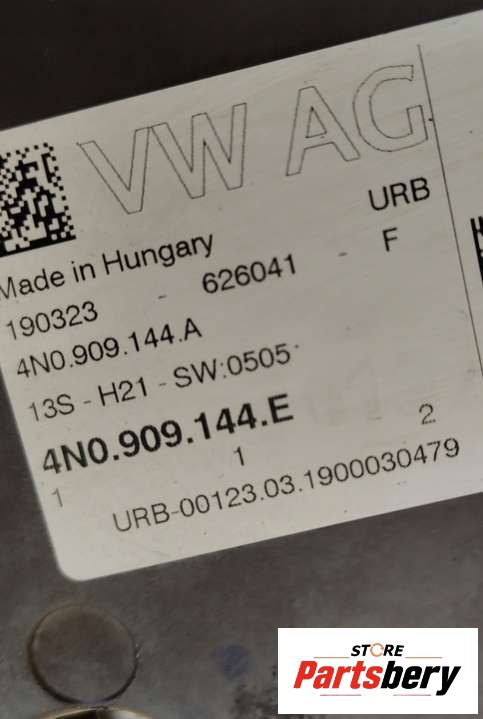 VW AG
URB
Made in Hungary
190323 - 626041 - F
4N0.909.144.A
13S - H21 - SW:0505
4N0.909.144.E
1 1 2
URB-00123.03.1900030479
STORE
Partsbery